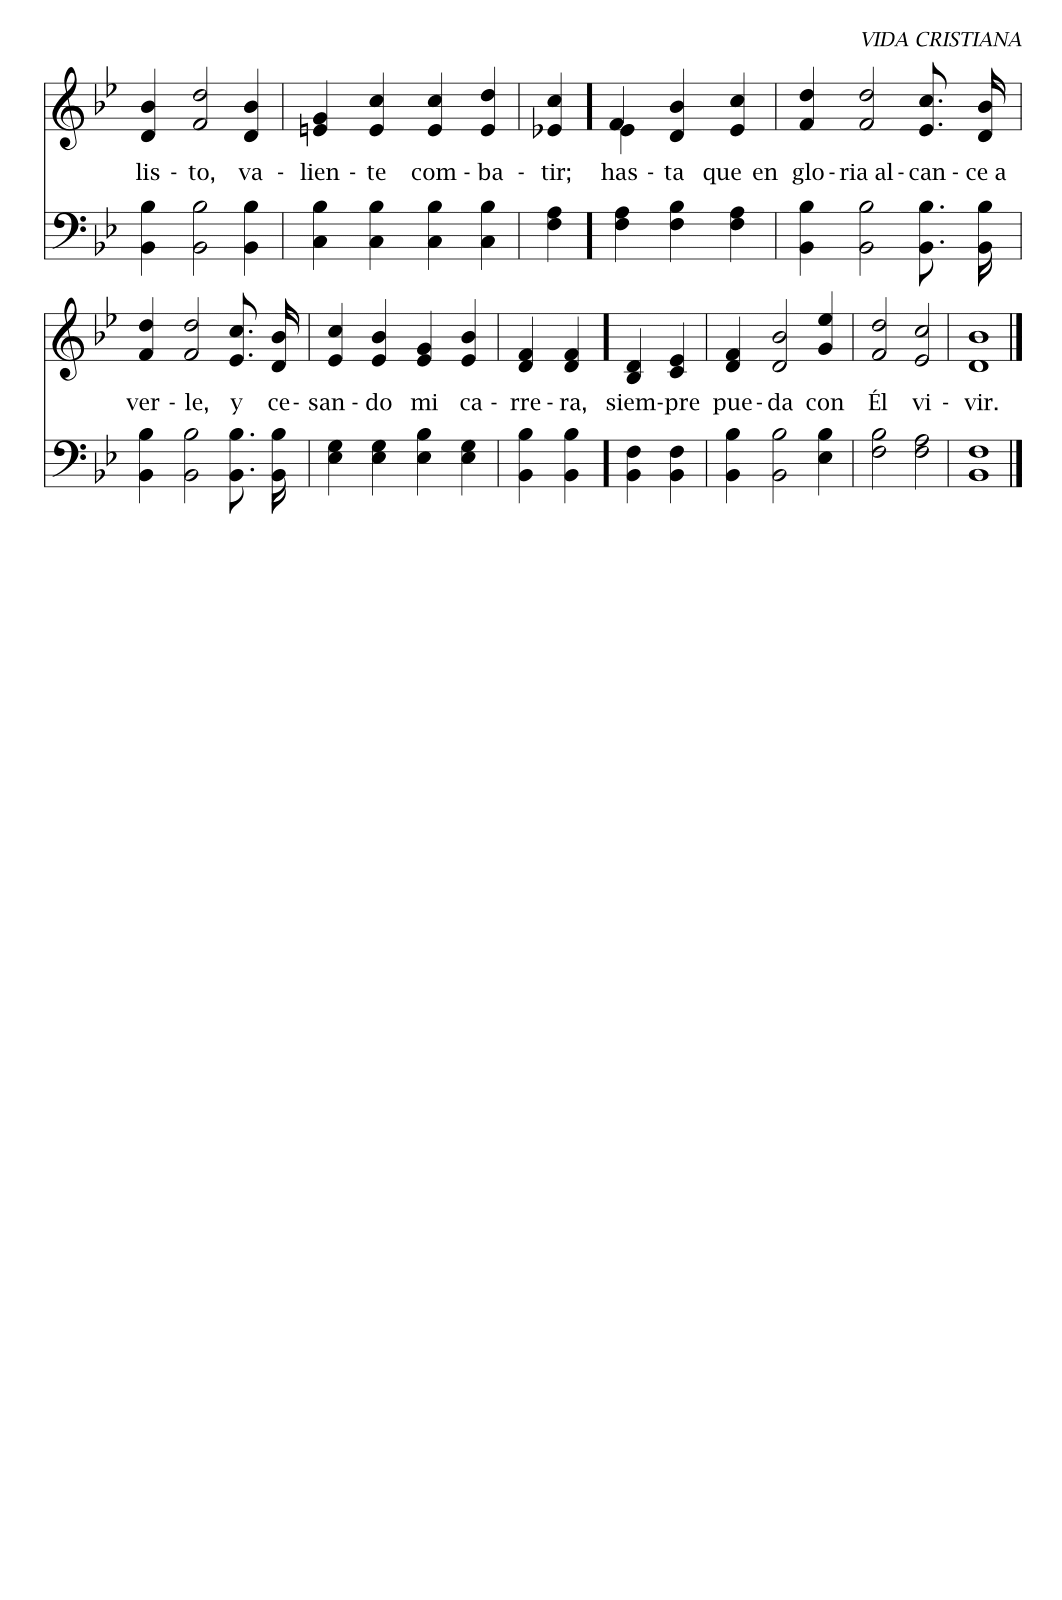 VIDA CRISTIANA
lis - to, va - lien - te com - ba - tir; has - ta que en glo - ria al - can - ce a
ver - le, y ce - san - do mi ca - rre - ra, siem - pre pue - da con Él vi - vir.